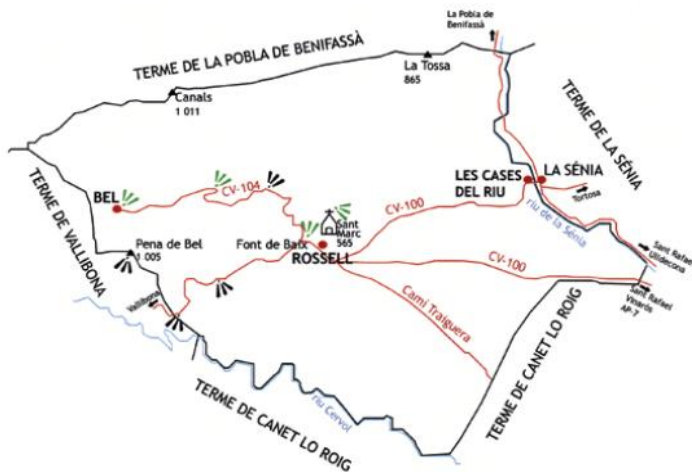 La Pobla de
Benifassà
TERME DE LA POBLA DE BENIFASSÀ
La Tossa
865
Canals
1 011
TERME DE LA SÉNIA
TERME DE VALLIBONA
BEL
CV-104
LES CASES
DEL RIU
LA SÉNIA
Tortosa
CV-100
riu de la Sénia
Sant
Marc
565
Font de Baix
ROSSELL
Pena de Bel
1 005
Sant Rafael
Ulldecona
CV-100
Sant Rafael
Vinaròs
AP-7
Vallibona
Camí Traiguera
TERME DE CANET LO ROIG
riu Cervol
TERME DE CANET LO ROIG